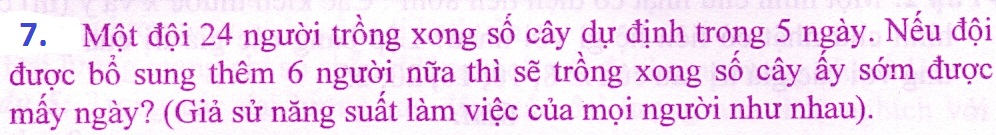 7. Một đội 24 người trồng xong số cây dự định trong 5 ngày. Nếu đội
được bổ sung thêm 6 người nữa thì sẽ trồng xong số cây ấy sớm được
mấy ngày? (Giả sử năng suất làm việc của mọi người như nhau).